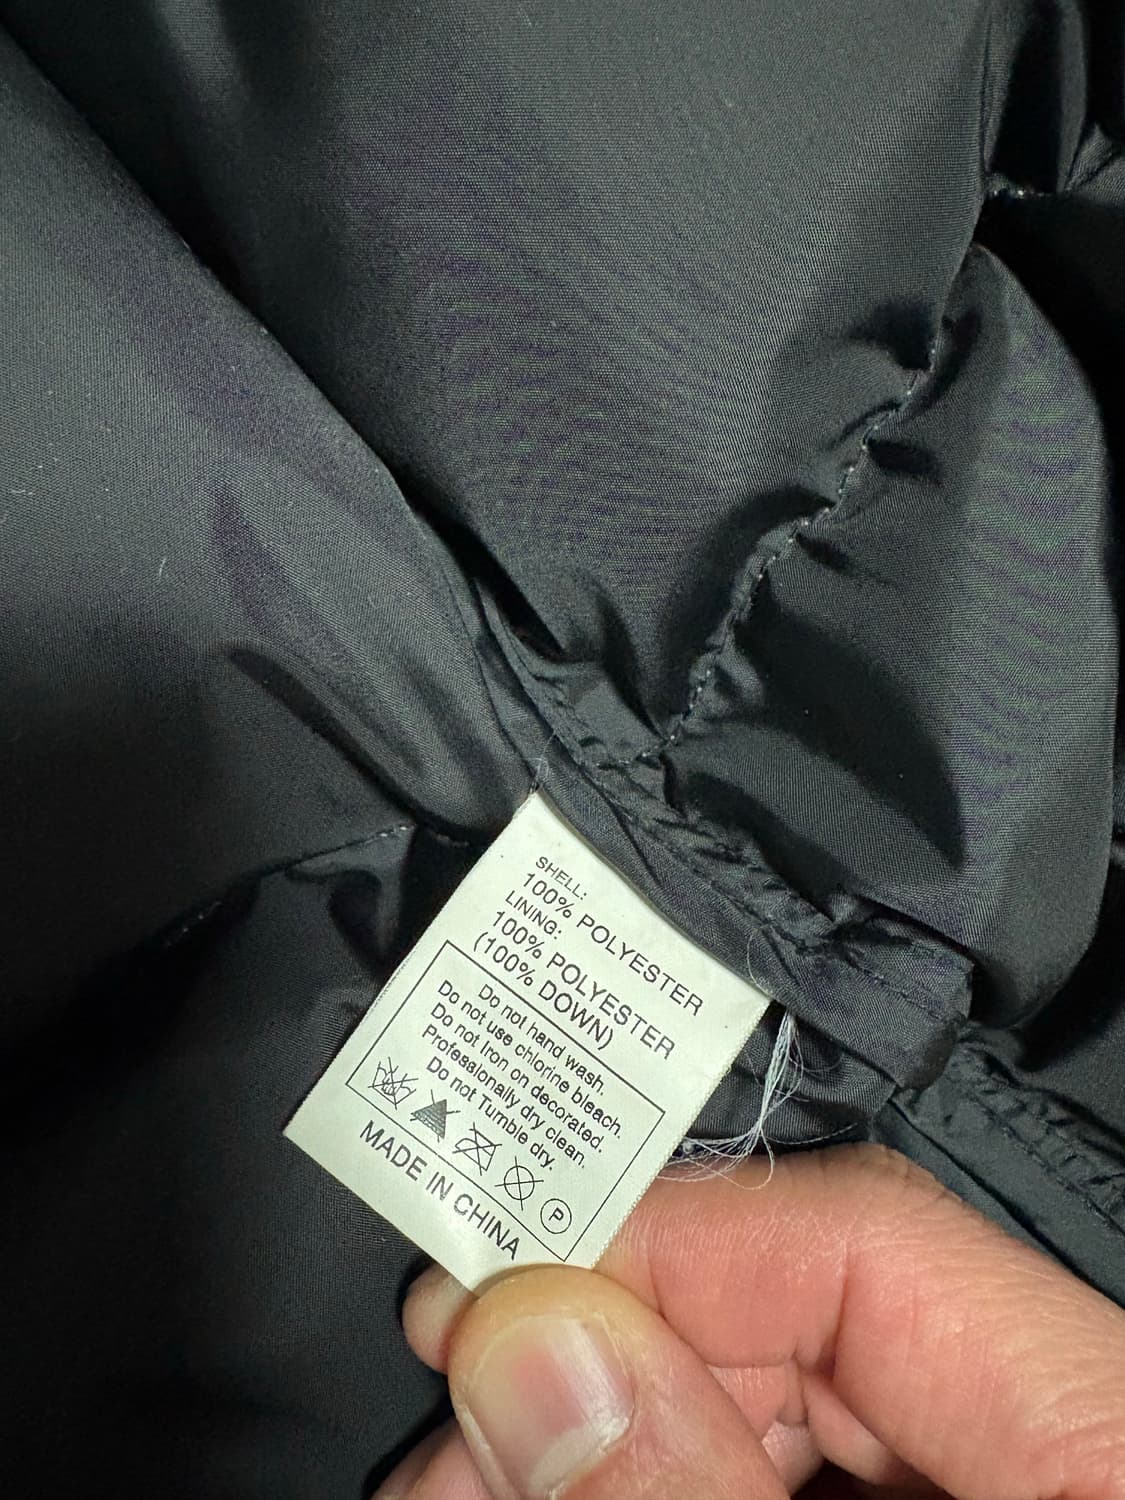 SHELL:
100% POLYESTER
LINING:
100% POLYESTER
(100% DOWN)
Do not hand wash.
Do not use chlorine bleach.
Do not Iron on decorated.
Professionally dry clean.
Do not Tumble dry.
P
MADE IN CHINA